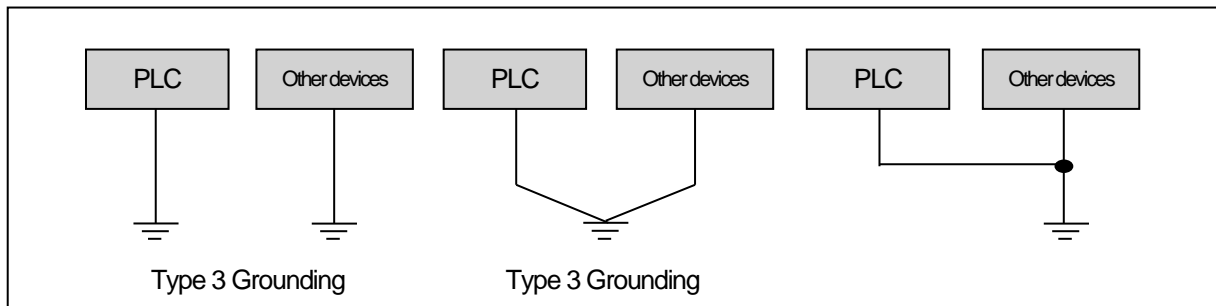 PLC
Other devices
PLC
Other devices
PLC
Other devices
Type 3 Grounding
Type 3 Grounding